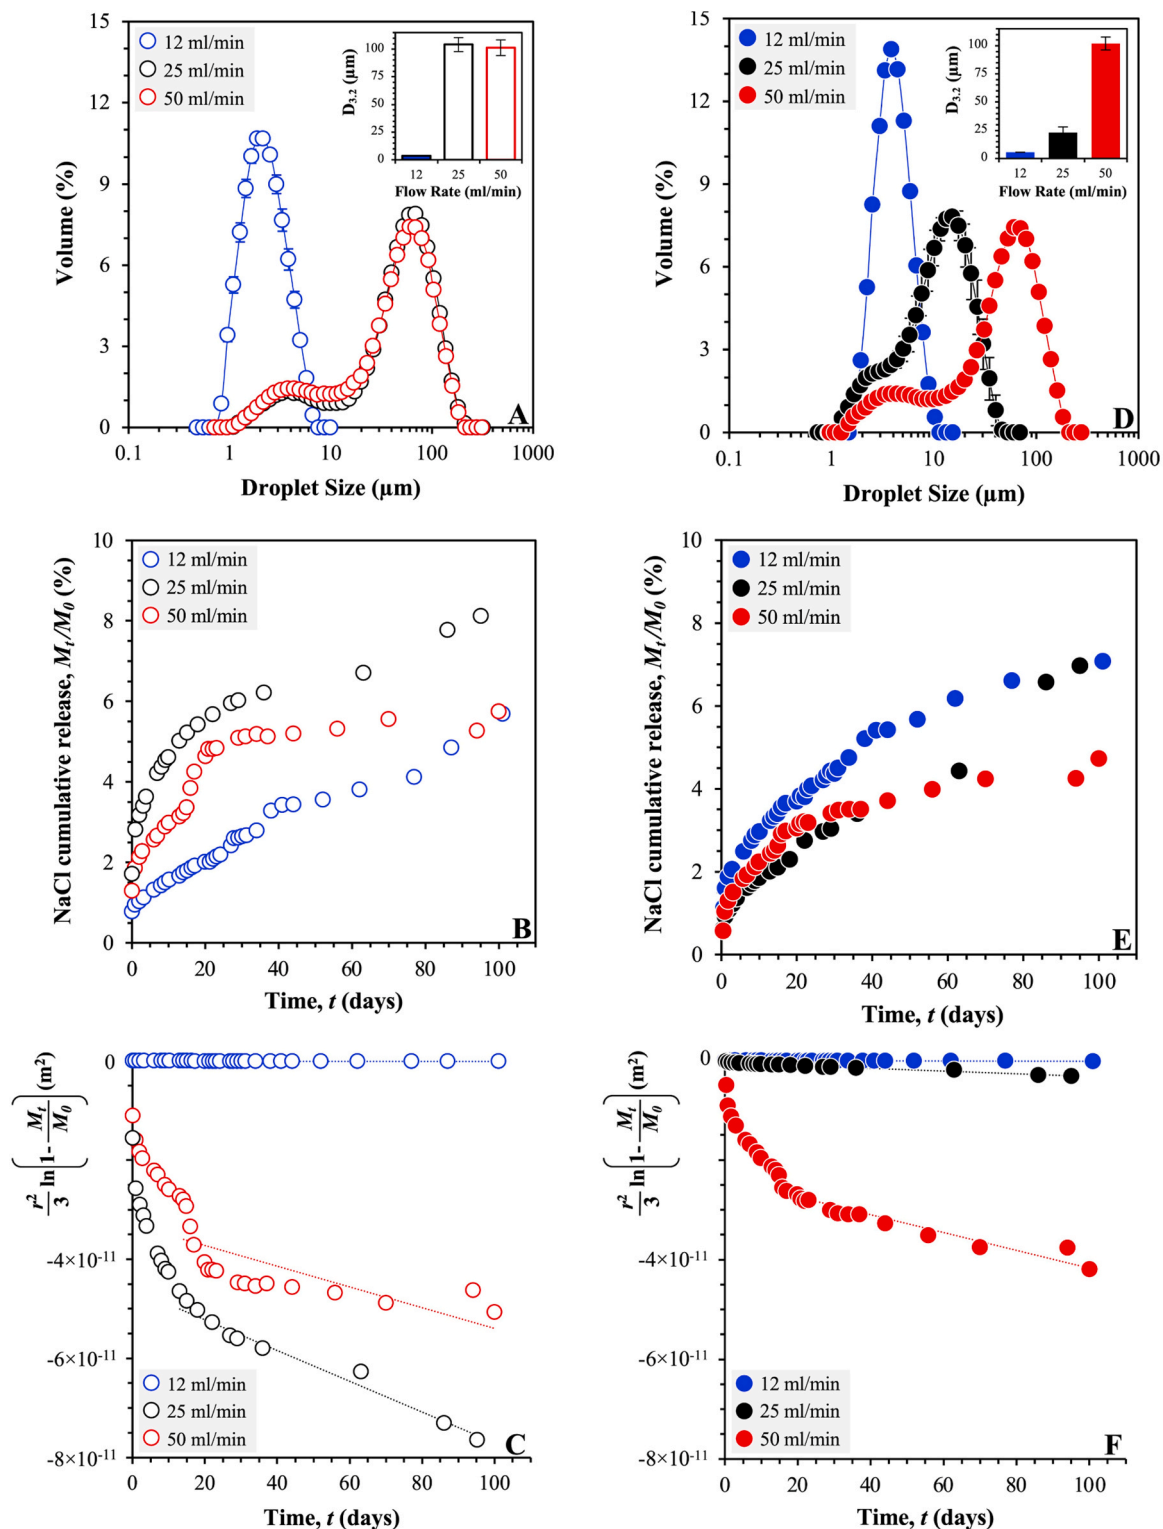 15
12
9
6
3
0
Volume (%)
12 ml/min
25 ml/min
50 ml/min
D3.2 (µm)
100
75
50
25
0
12 25 50
Flow Rate (ml/min)
A
0.1 1 10 100 1000
Droplet Size (µm)
15
12
9
6
3
0
Volume (%)
12 ml/min
25 ml/min
50 ml/min
D3.2 (µm)
100
75
50
25
0
12 25 50
Flow Rate (ml/min)
D
0.1 1 10 100 1000
Droplet Size (µm)
10
8
6
4
2
0
NaCl cumulative release, Mt/M0 (%)
12 ml/min
25 ml/min
50 ml/min
B
0 20 40 60 80 100
Time, t (days)
10
8
6
4
2
0
NaCl cumulative release, Mt/M0 (%)
12 ml/min
25 ml/min
50 ml/min
E
0 20 40 60 80 100
Time, t (days)
0
-4×10⁻¹¹
-6×10⁻¹¹
-8×10⁻¹¹
r²/3 ln(1-Mt/M0) (m²)
12 ml/min
25 ml/min
50 ml/min
C
0 20 40 60 80 100
Time, t (days)
0
-4×10⁻¹¹
-6×10⁻¹¹
-8×10⁻¹¹
r²/3 ln(1-Mt/M0) (m²)
12 ml/min
25 ml/min
50 ml/min
F
0 20 40 60 80 100
Time, t (days)